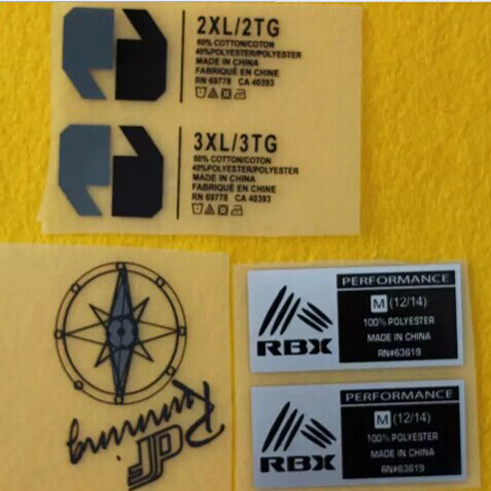 2XL/2TG
60% COTTON/COTON
40%POLYESTER/POLYESTER
MADE IN CHINA
FABRIQUÉ EN CHINE
RN 69778 CA 40393
3XL/3TG
60% COTTON/COTON
40%POLYESTER/POLYESTER
MADE IN CHINA
FABRIQUÉ EN CHINE
RN 69778 CA 40393
Running
PERFORMANCE
M (12/14)
100% POLYESTER
MADE IN CHINA
RN#63619
RBX
PERFORMANCE
M (12/14)
100% POLYESTER
MADE IN CHINA
RN#63619
RBX